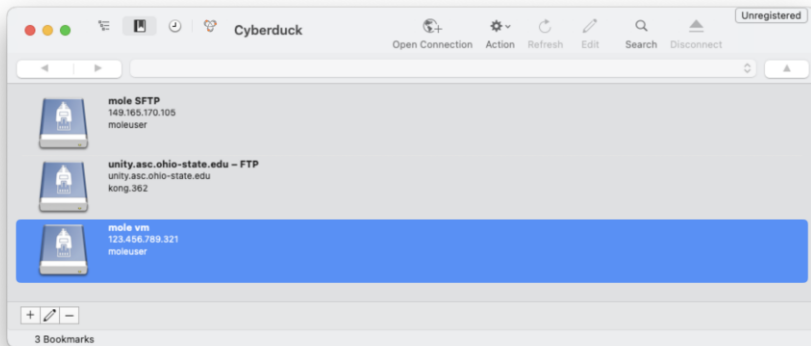 Unregistered
Cyberduck
Open Connection Action Refresh Edit Search Disconnect
mole SFTP
149.165.170.105
moleuser
unity.asc.ohio-state.edu – FTP
unity.asc.ohio-state.edu
kong.362
mole vm
123.456.789.321
moleuser
3 Bookmarks